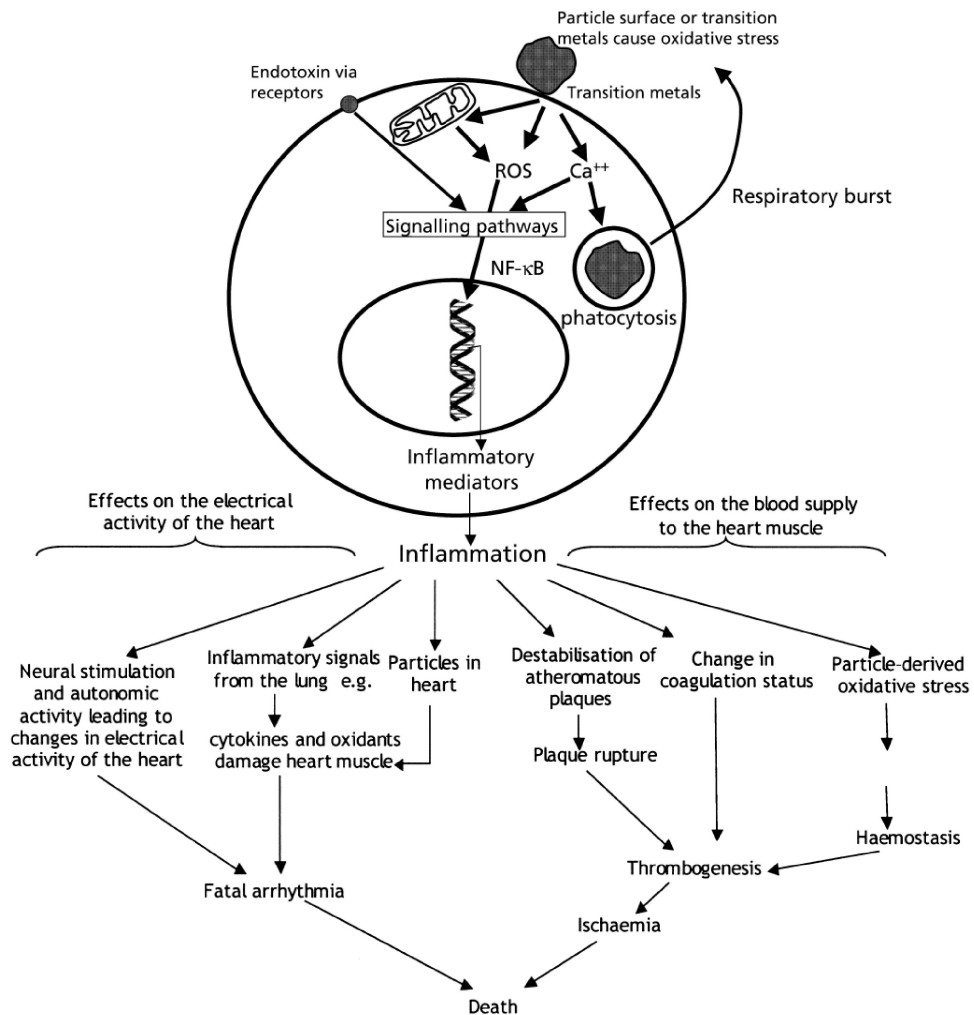 Particle surface or transition
metals cause oxidative stress
Endotoxin via
receptors
Transition metals
ROS
Ca++
Respiratory burst
Signalling pathways
NF-κB
phatocytosis
Inflammatory
mediators
Effects on the electrical
activity of the heart
Effects on the blood supply
to the heart muscle
Inflammation
Neural stimulation
and autonomic
activity leading to
changes in electrical
activity of the heart
Inflammatory signals
from the lung e.g.
cytokines and oxidants
damage heart muscle
Particles in
heart
Destabilisation of
atheromatous
plaques
Plaque rupture
Change in
coagulation status
Particle-derived
oxidative stress
Haemostasis
Thrombogenesis
Fatal arrhythmia
Ischaemia
Death